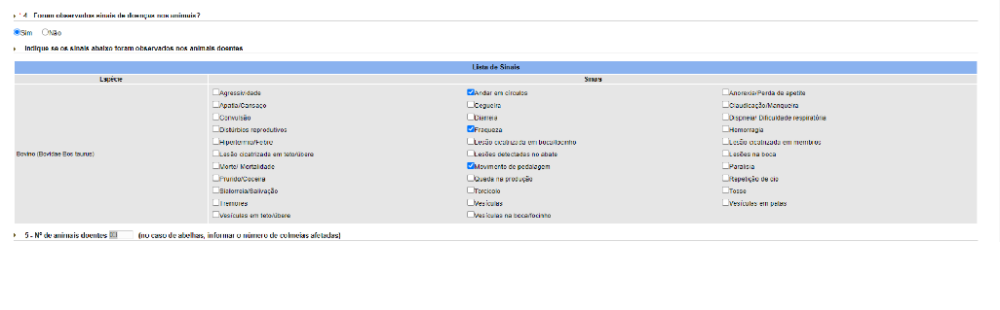 * 4 - Foram observados sinais de doenças nos animais?
Sim Não
Indique se os sinais abaixo foram observados nos animais doentes
Lista de Sinais
Espécie Sinais
Bovino (Bovidae Bos taurus)
Agressividade Andar em círculos Anorexia/Perda de apetite
Apatia/Cansaço Cegueira Claudicação/Manqueira
Convulsão Diarreia Dispneia/ Dificuldade respiratória
Distúrbios reprodutivos Fraqueza Hemorragia
Hipertermia/Febre Lesão cicatrizada em boca/focinho Lesão cicatrizada em membros
Lesão cicatrizada em teto/úbere Lesões detectadas no abate Lesões na boca
Morte/ Mortalidade Movimento de pedalagem Paralisia
Prurido/Coceira Queda na produção Repetição de cio
Sialorreia/Salivação Torcicolo Tosse
Tremores Vesículas Vesículas em patas
Vesículas em teto/úbere Vesículas na boca/focinho
5 - Nº de animais doentes (no caso de abelhas, informar o número de colmeias afetadas)